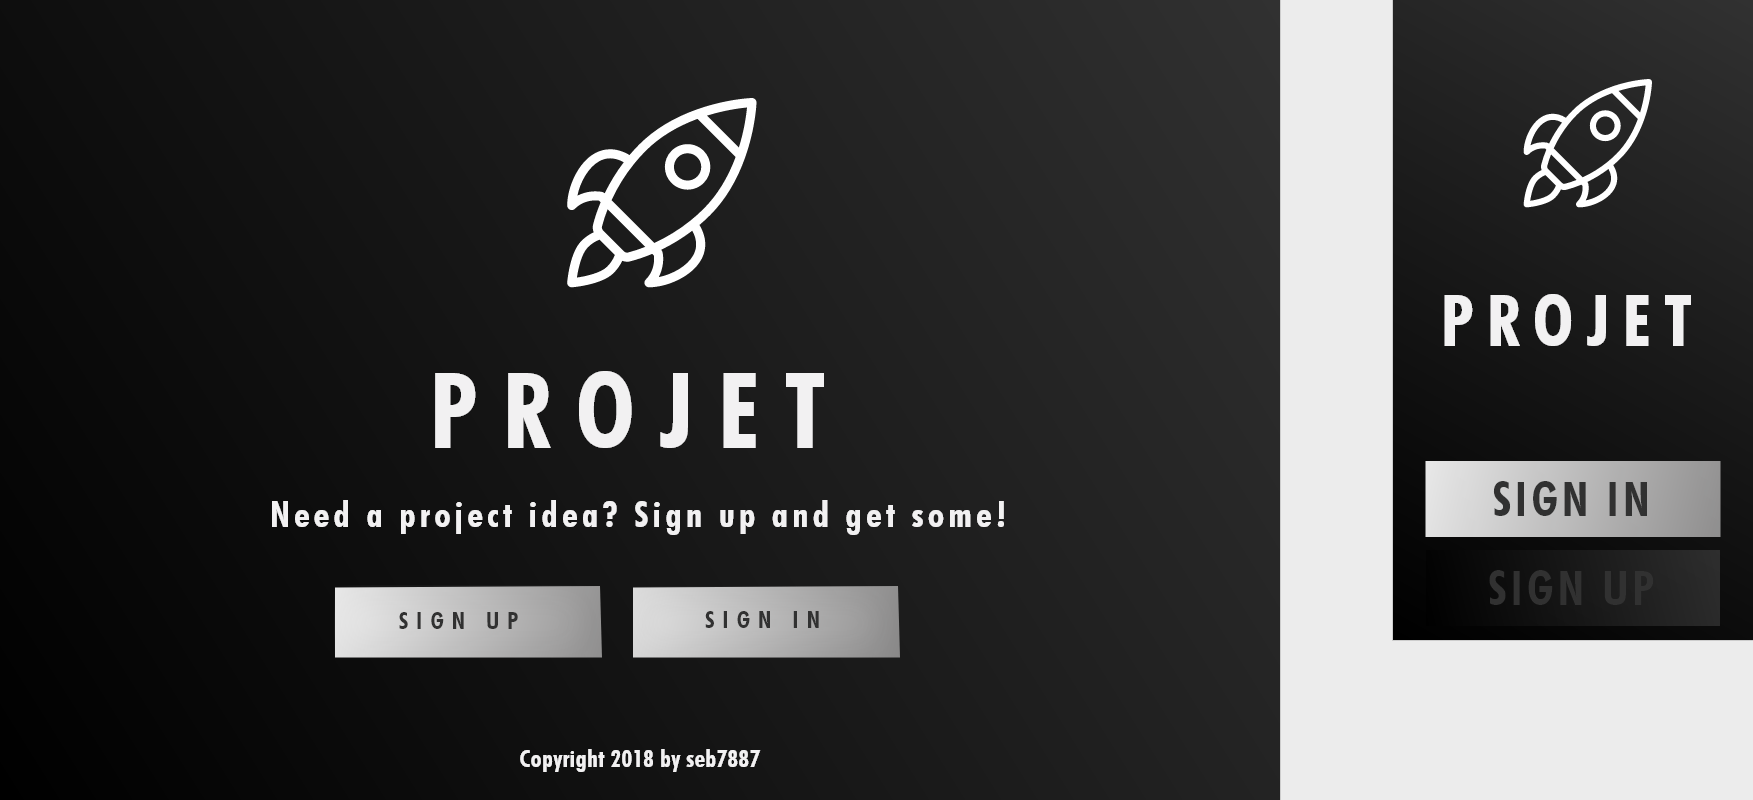 PROJET
Need a project idea? Sign up and get some!
SIGN UP
SIGN IN
Copyright 2018 by seb7887
PROJET
SIGN IN
SIGN UP